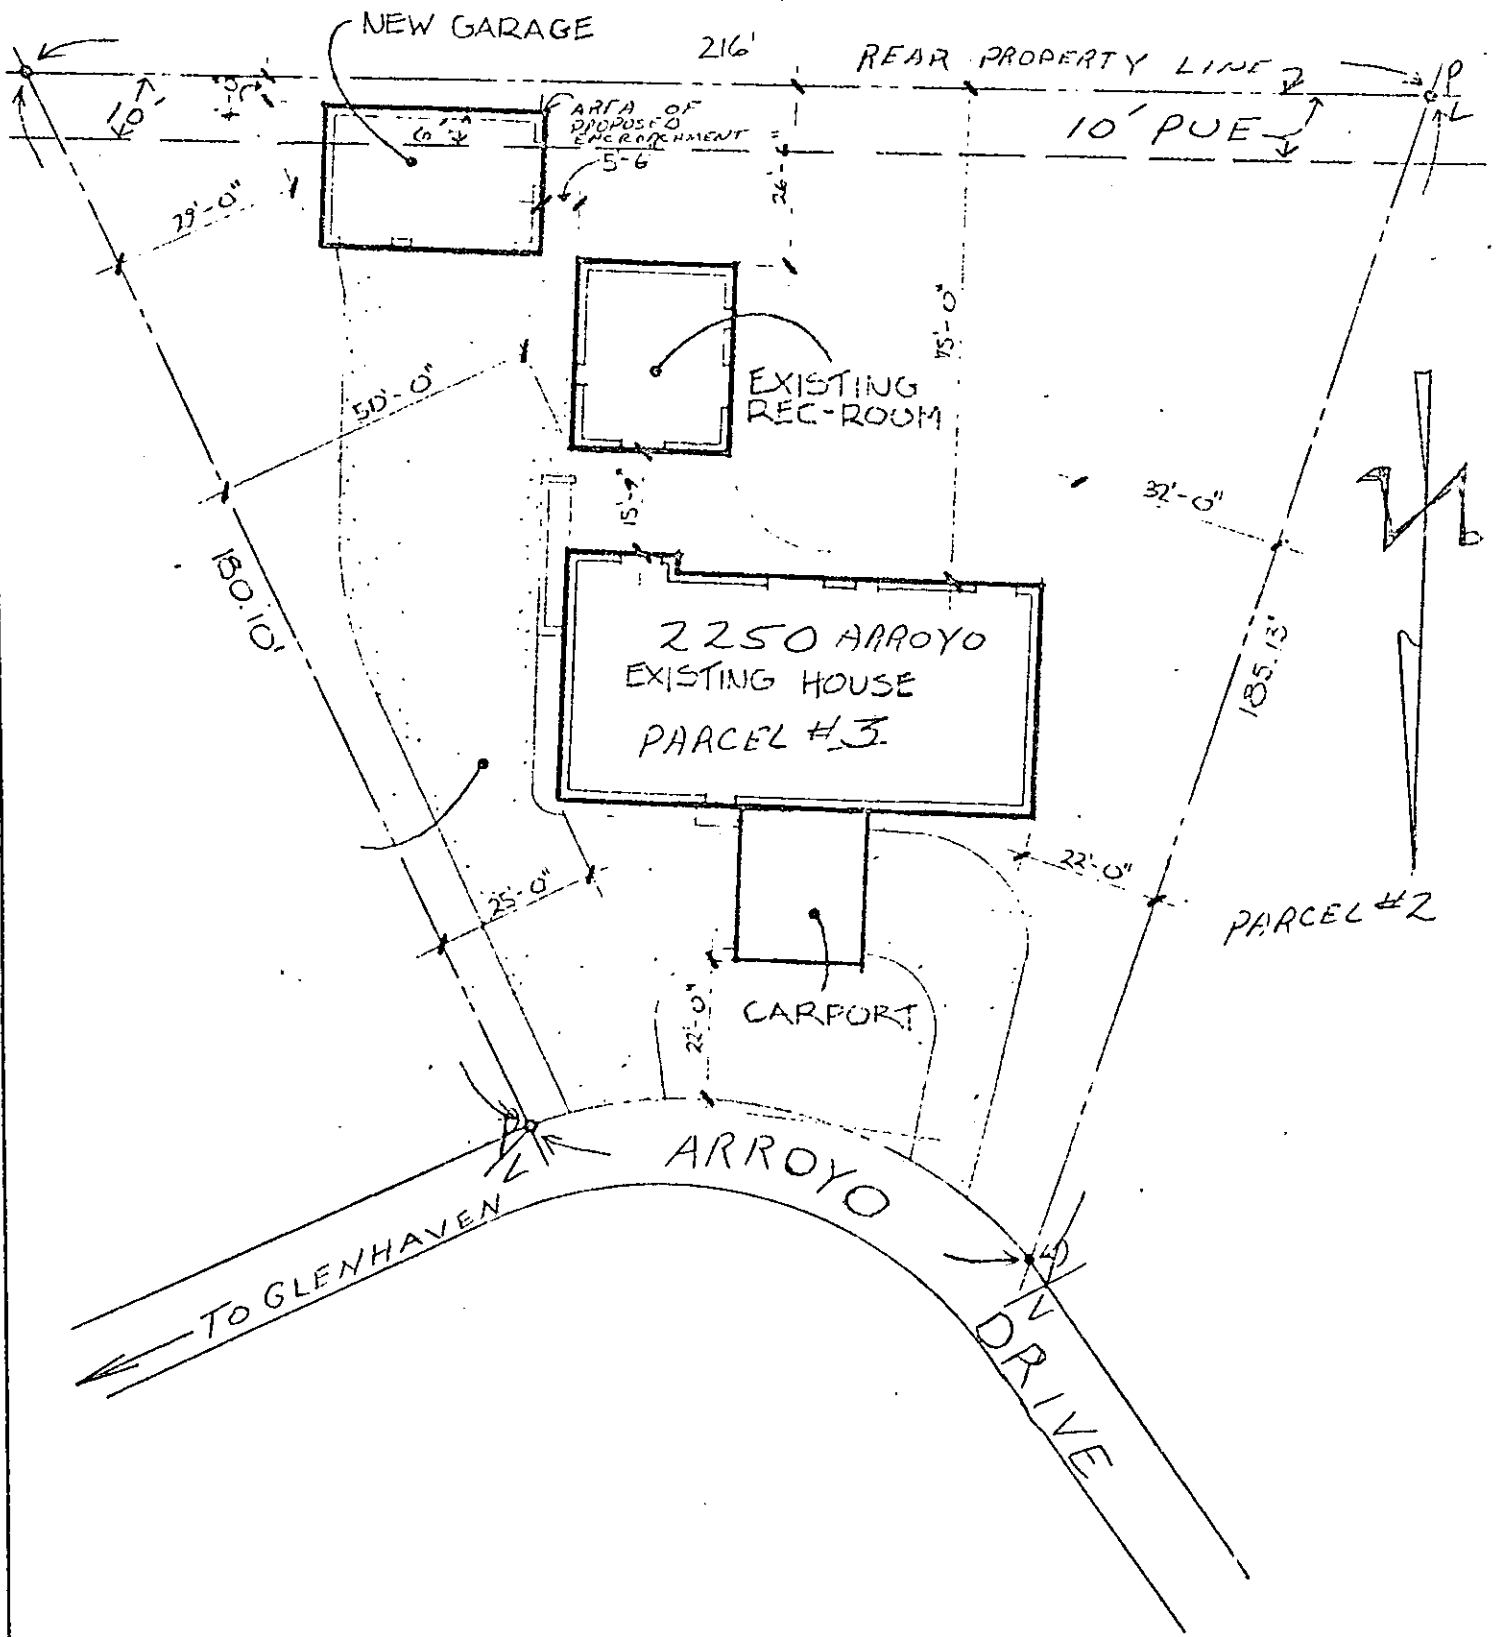 NEW GARAGE
216'
REAR PROPERTY LINE
P
L
10'
AREA OF
PROPOSED
ENCROACHMENT
10' PUE
6'
5'-6
26'-
29'-0"
75'-0"
50'-0"
EXISTING
REC-ROOM
15'-
32'-0"
N
180.10'
2250 ARROYO
EXISTING HOUSE
PARCEL #3
185.13'
22'-0"
25'-0"
PARCEL #2
CARPORT
22'-0"
P
L
ARROYO
TO GLENHAVEN
P
L
DRIVE